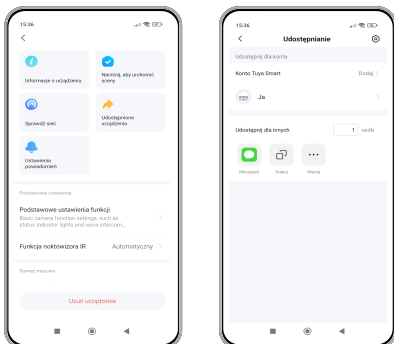 15:36
Informacje o urządzeniu
Naciśnij, aby uruchomić
sceny
Sprawdź sieć
Udostępnione
urządzenia
Ustawienia
powiadomień
Podstawowe ustawienia
Podstawowe ustawienia funkcji
Basic camera function settings, such as
status indicator lights and voice intercom..
Funkcja noktowizora IR
Automatyczny
Pamięć masowa
Usuń urządzenie
15:36
Udostępnianie
Udostępnij dla konta
Konto Tuya Smart
Dodaj
Ja
Udostępnij dla innych
1 osób
Messages
Kopiuj
Więcej